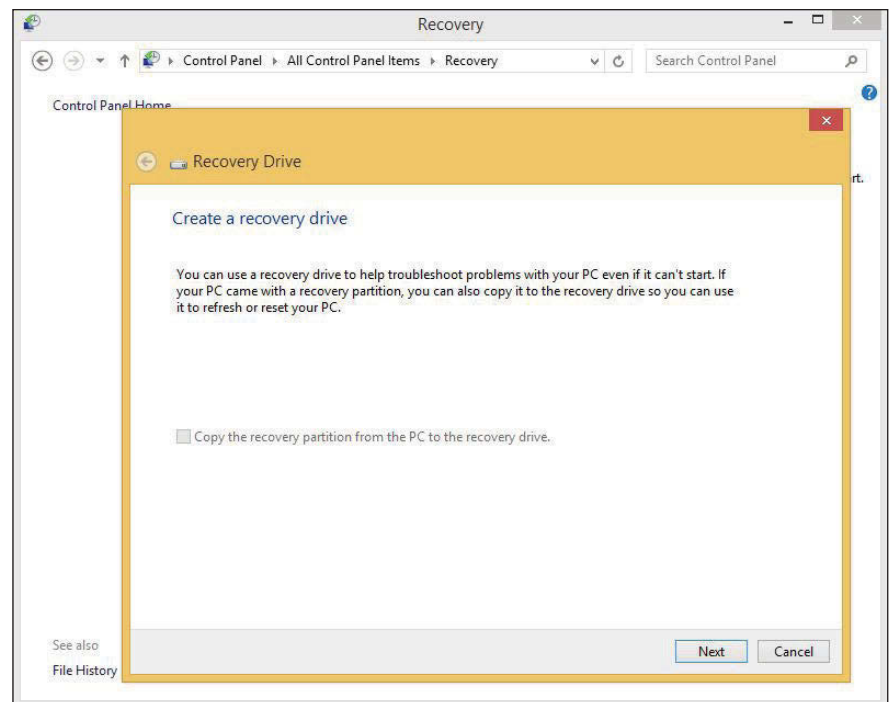 Recovery
Control Panel All Control Panel Items Recovery
Search Control Panel
Control Panel Home
Recovery Drive
rt.
Create a recovery drive
You can use a recovery drive to help troubleshoot problems with your PC even if it can't start. If
your PC came with a recovery partition, you can also copy it to the recovery drive so you can use
it to refresh or reset your PC.
Copy the recovery partition from the PC to the recovery drive.
See also
File History
Next
Cancel